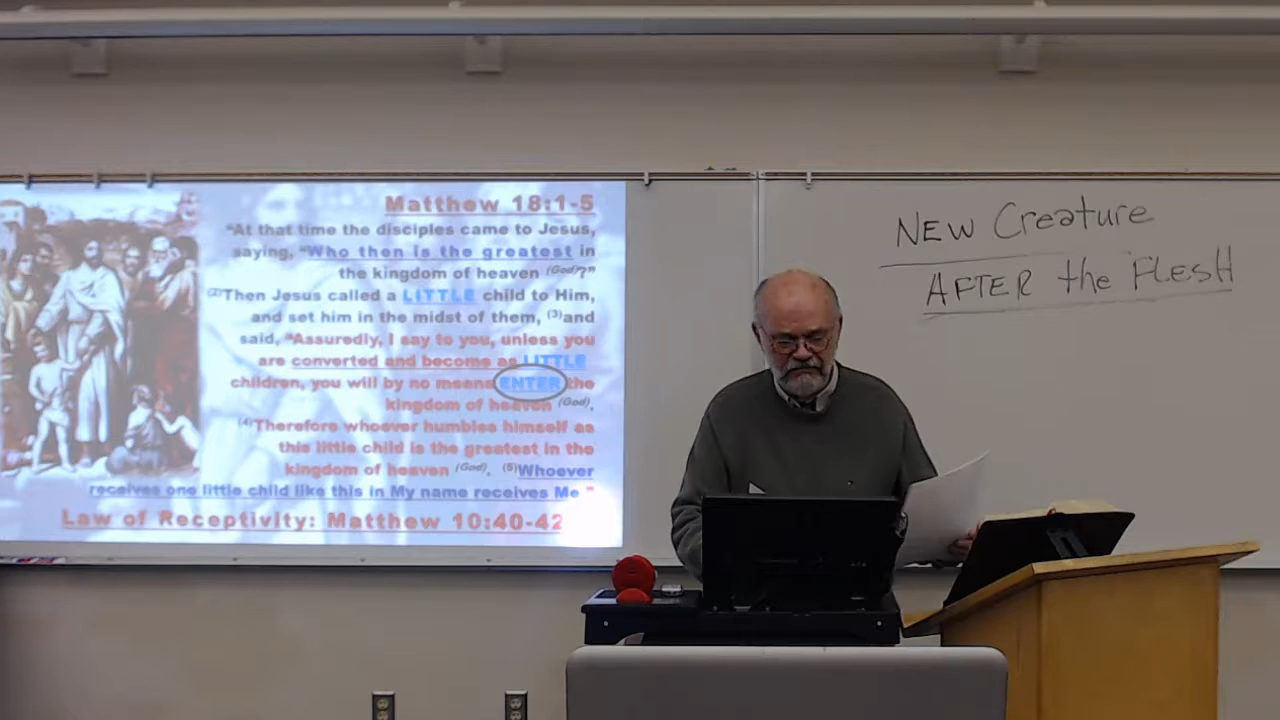 Matthew 18:1-5
"At that time the disciples came to Jesus,
saying, "Who then is the greatest in
the kingdom of heaven (God)?"
(2)Then Jesus called a LITTLE child to Him,
and set him in the midst of them, (3)and
said, "Assuredly, I say to you, unless you
are converted and become as LITTLE
children, you will by no means ENTER the
kingdom of heaven (God).
(4)Therefore whoever humbles himself as
this little child is the greatest in the
kingdom of heaven (God). (5)Whoever
receives one little child like this in My name receives Me."
Law of Receptivity: Matthew 10:40-42
NEW Creature
AFTER the FLESH